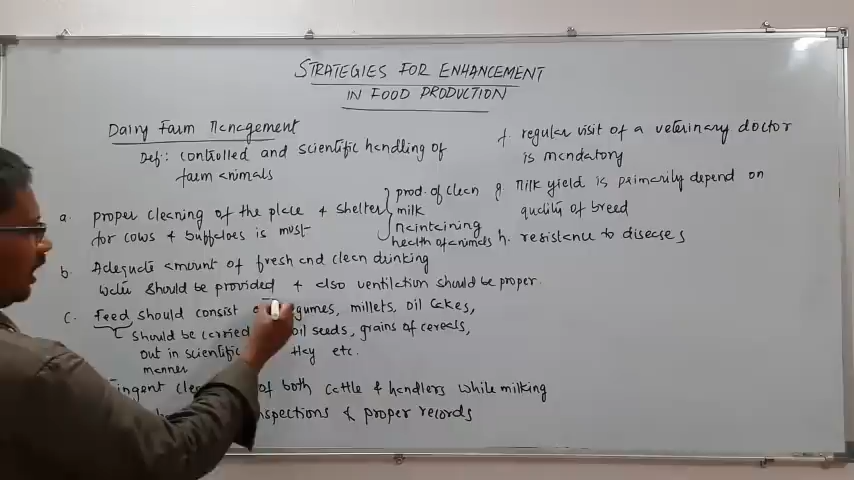 STRATEGIES FOR ENHANCEMENT
IN FOOD PRODUCTION
Dairy Farm Management
Def:: controlled and scientific handling of
farm animals
a. proper cleaning of the place & shelter
for cows & buffaloes is must
prod. of clean
milk
Maintaining
health of animals
b. Adequate amount of fresh and clean drinking
water should be provided & also ventilation should be proper.
c. Feed should consist legumes, millets, oil cakes,
should be carried oil seeds, grains of cereals,
out in scientific Hay etc.
manner
of both cattle & handlers while milking
inspections & proper records
f. regular visit of a veterinary doctor
is mandatory
g. Milk yield is primarily depend on
quality of breed
h. resistance to diseases